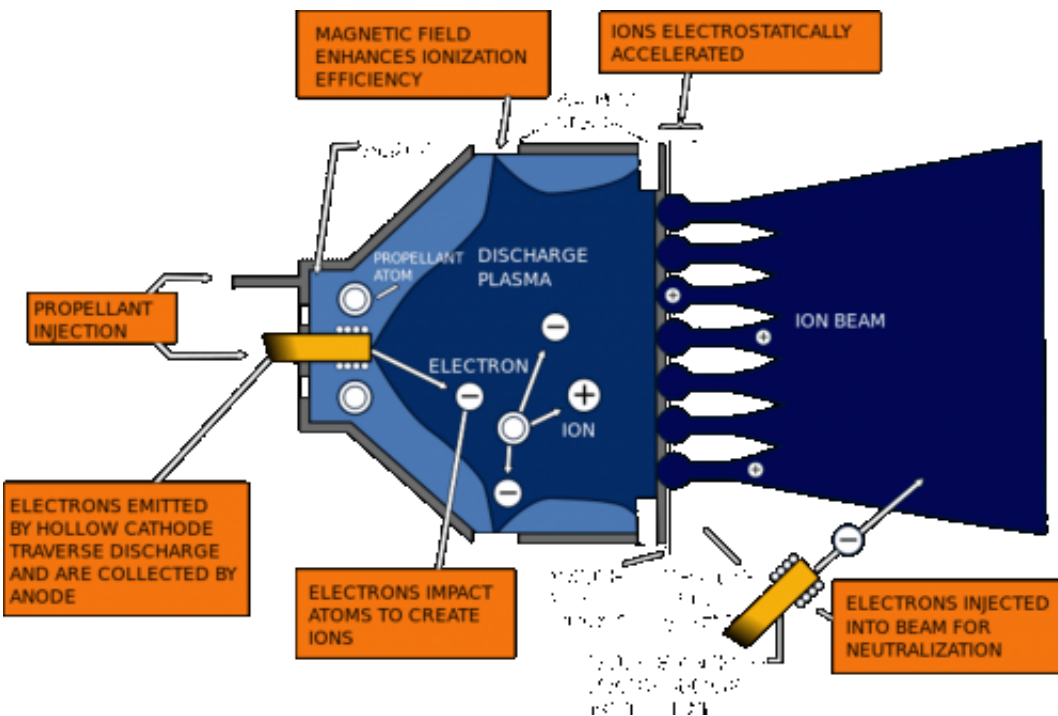 MAGNETIC FIELD
ENHANCES IONIZATION
EFFICIENCY
IONS ELECTROSTATICALLY
ACCELERATED
PROPELLANT
INJECTION
PROPELLANT
ATOM
DISCHARGE
PLASMA
ELECTRON
ION
ION BEAM
ELECTRONS EMITTED
BY HOLLOW CATHODE
TRAVERSE DISCHARGE
AND ARE COLLECTED BY
ANODE
ELECTRONS IMPACT
ATOMS TO CREATE
IONS
ELECTRONS INJECTED
INTO BEAM FOR
NEUTRALIZATION